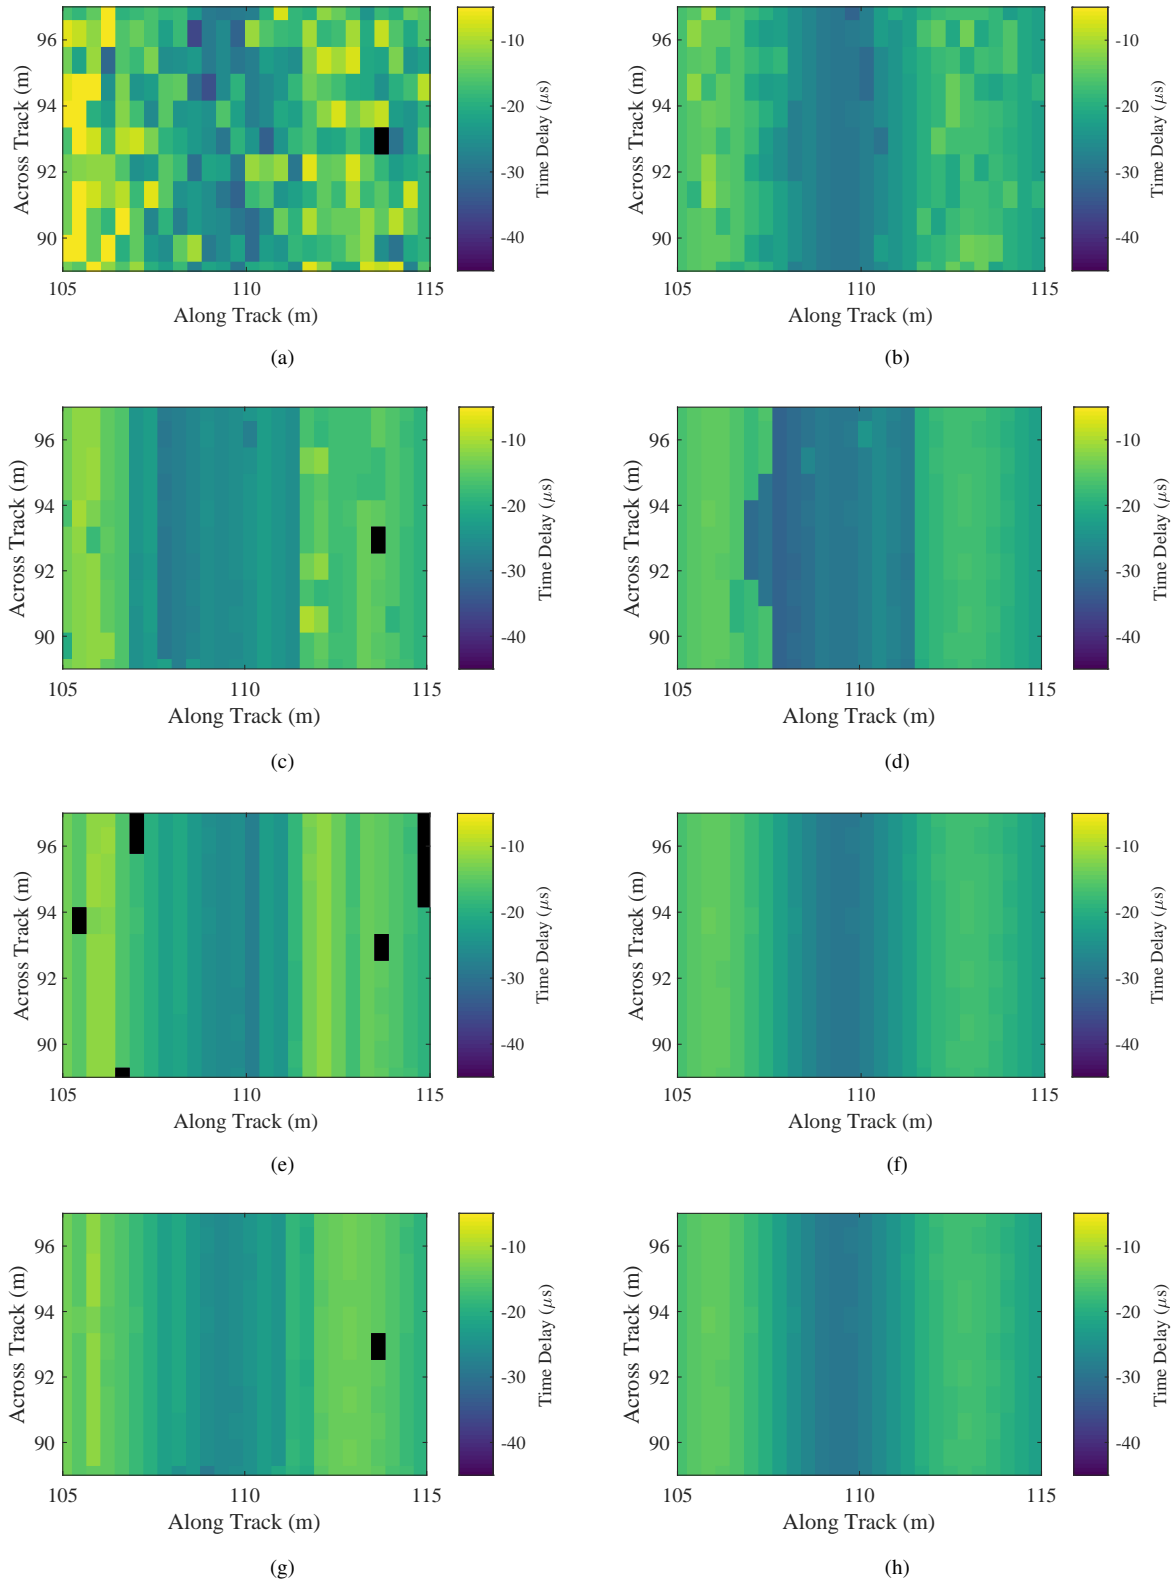 96
94
92
90
Across Track (m)
105
110
115
Along Track (m)
-10
-20
-30
-40
Time Delay (μs)
(a)
96
94
92
90
Across Track (m)
105
110
115
Along Track (m)
-10
-20
-30
-40
Time Delay (μs)
(b)
96
94
92
90
Across Track (m)
105
110
115
Along Track (m)
-10
-20
-30
-40
Time Delay (μs)
(c)
96
94
92
90
Across Track (m)
105
110
115
Along Track (m)
-10
-20
-30
-40
Time Delay (μs)
(d)
96
94
92
90
Across Track (m)
105
110
115
Along Track (m)
-10
-20
-30
-40
Time Delay (μs)
(e)
96
94
92
90
Across Track (m)
105
110
115
Along Track (m)
-10
-20
-30
-40
Time Delay (μs)
(f)
96
94
92
90
Across Track (m)
105
110
115
Along Track (m)
-10
-20
-30
-40
Time Delay (μs)
(g)
96
94
92
90
Across Track (m)
105
110
115
Along Track (m)
-10
-20
-30
-40
Time Delay (μs)
(h)